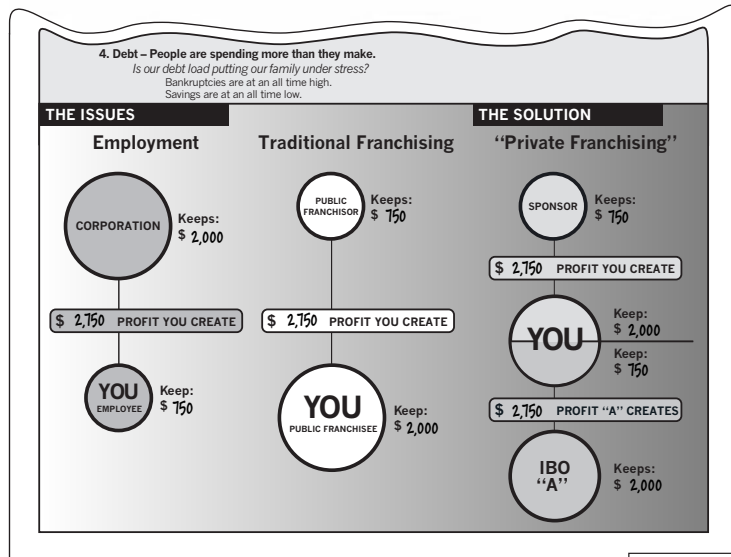 4. Debt – People are spending more than they make.
Is our debt load putting our family under stress?
Bankruptcies are at an all time high.
Savings are at an all time low.
THE ISSUES
THE SOLUTION
Employment
Traditional Franchising
“Private Franchising”
CORPORATION
Keeps:
$ 2,000
$ 2,750 PROFIT YOU CREATE
YOU
EMPLOYEE
Keep:
$ 750
PUBLIC
FRANCHISOR
Keeps:
$ 750
$ 2,750 PROFIT YOU CREATE
YOU
PUBLIC FRANCHISEE
Keep:
$ 2,000
SPONSOR
Keeps:
$ 750
$ 2,750 PROFIT YOU CREATE
YOU
Keep:
$ 2,000
Keep:
$ 750
$ 2,750 PROFIT “A” CREATES
IBO
“A”
Keeps:
$ 2,000